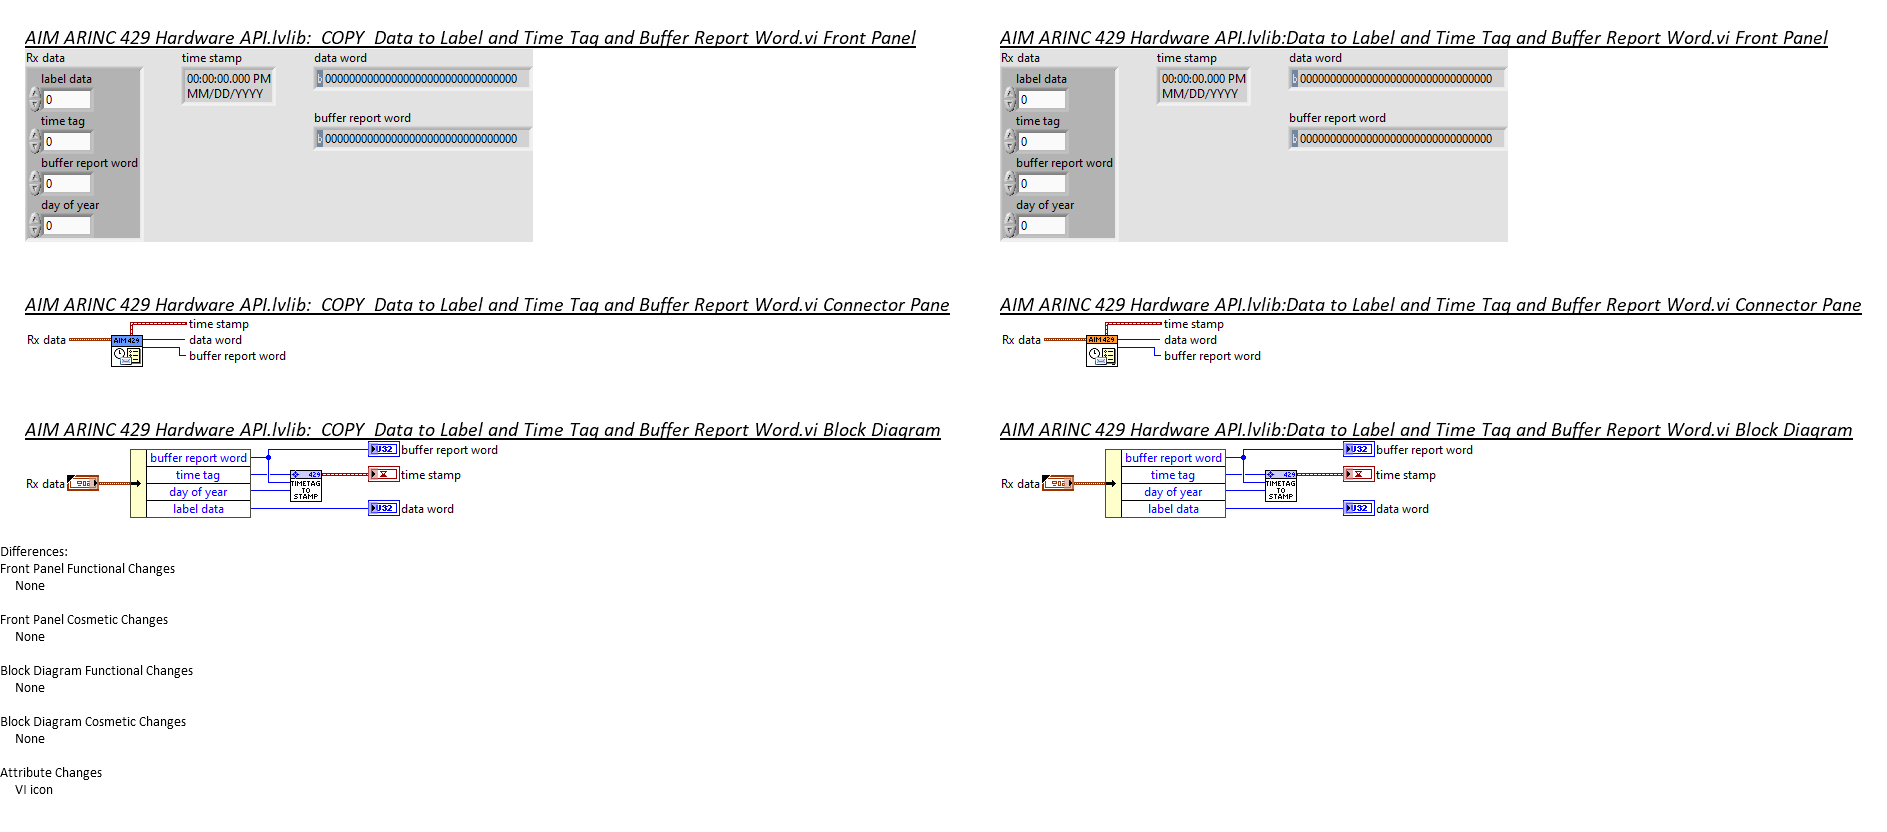 AIM ARINC 429 Hardware API.lvlib:  COPY  Data to Label and Time Tag and Buffer Report Word.vi Front Panel
Rx data
time stamp
data word
label data
00:00:00.000 PM
MM/DD/YYYY
b 00000000000000000000000000000000
0
time tag
0
buffer report word
b 00000000000000000000000000000000
buffer report word
0
day of year
0
AIM ARINC 429 Hardware API.lvlib:  COPY  Data to Label and Time Tag and Buffer Report Word.vi Connector Pane
time stamp
Rx data
AIM 429
data word
buffer report word
AIM ARINC 429 Hardware API.lvlib:  COPY  Data to Label and Time Tag and Buffer Report Word.vi Block Diagram
U32 buffer report word
buffer report word
time tag
429
time stamp
Rx data
TIMETAG
TO
STAMP
day of year
label data
U32 data word
Differences:
Front Panel Functional Changes
None
Front Panel Cosmetic Changes
None
Block Diagram Functional Changes
None
Block Diagram Cosmetic Changes
None
Attribute Changes
VI icon
AIM ARINC 429 Hardware API.lvlib:Data to Label and Time Tag and Buffer Report Word.vi Front Panel
Rx data
time stamp
data word
label data
00:00:00.000 PM
MM/DD/YYYY
b 00000000000000000000000000000000
0
time tag
0
buffer report word
b 00000000000000000000000000000000
buffer report word
0
day of year
0
AIM ARINC 429 Hardware API.lvlib:Data to Label and Time Tag and Buffer Report Word.vi Connector Pane
time stamp
Rx data
AIM 429
data word
buffer report word
AIM ARINC 429 Hardware API.lvlib:Data to Label and Time Tag and Buffer Report Word.vi Block Diagram
U32 buffer report word
buffer report word
time tag
429
time stamp
Rx data
TIMETAG
TO
STAMP
day of year
label data
U32 data word